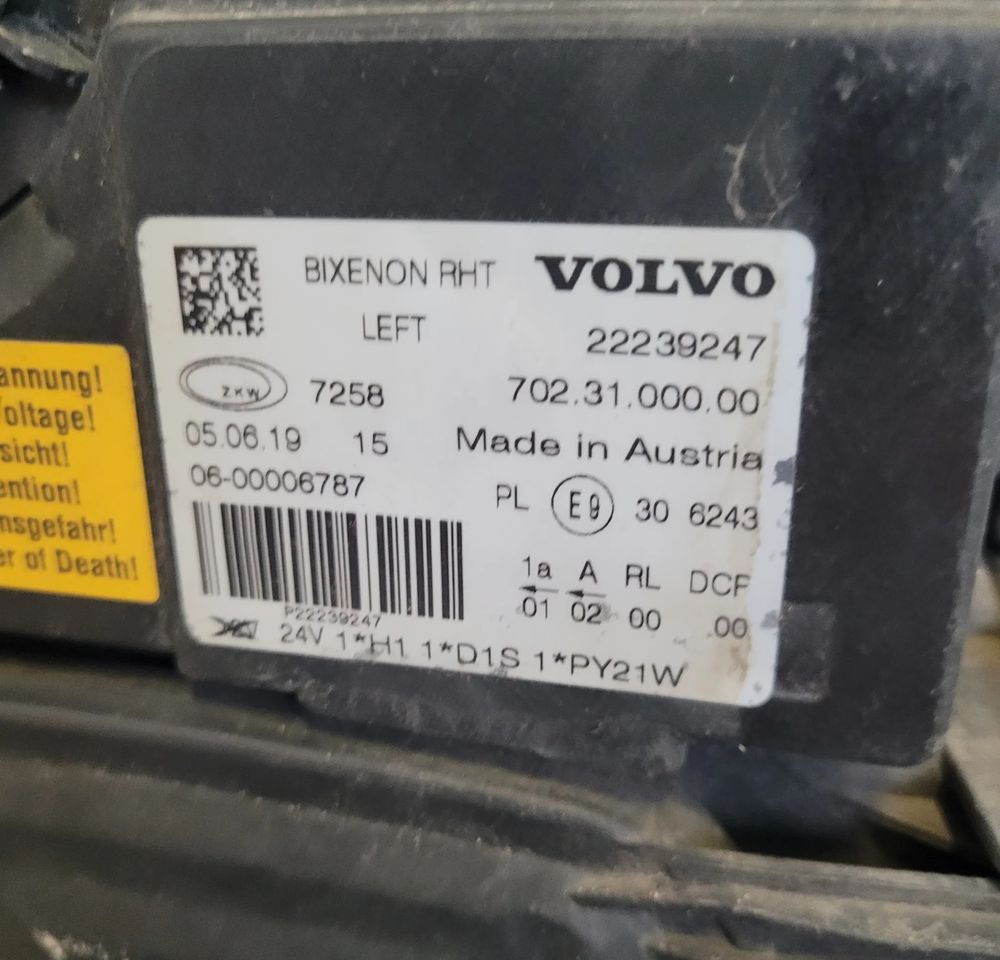 BIXENON RHT VOLVO
LEFT 22239247
ZKW 7258 702.31.000.00
05.06.19 15 Made in Austria
06-00006787 PL E9 30 6243
1a A RL DCF
01 02 00 00
P22239247
24V 1*H1 1*D1S 1*PY21W
annung!
Voltage!
sicht!
ention!
nsgefahr!
er of Death!